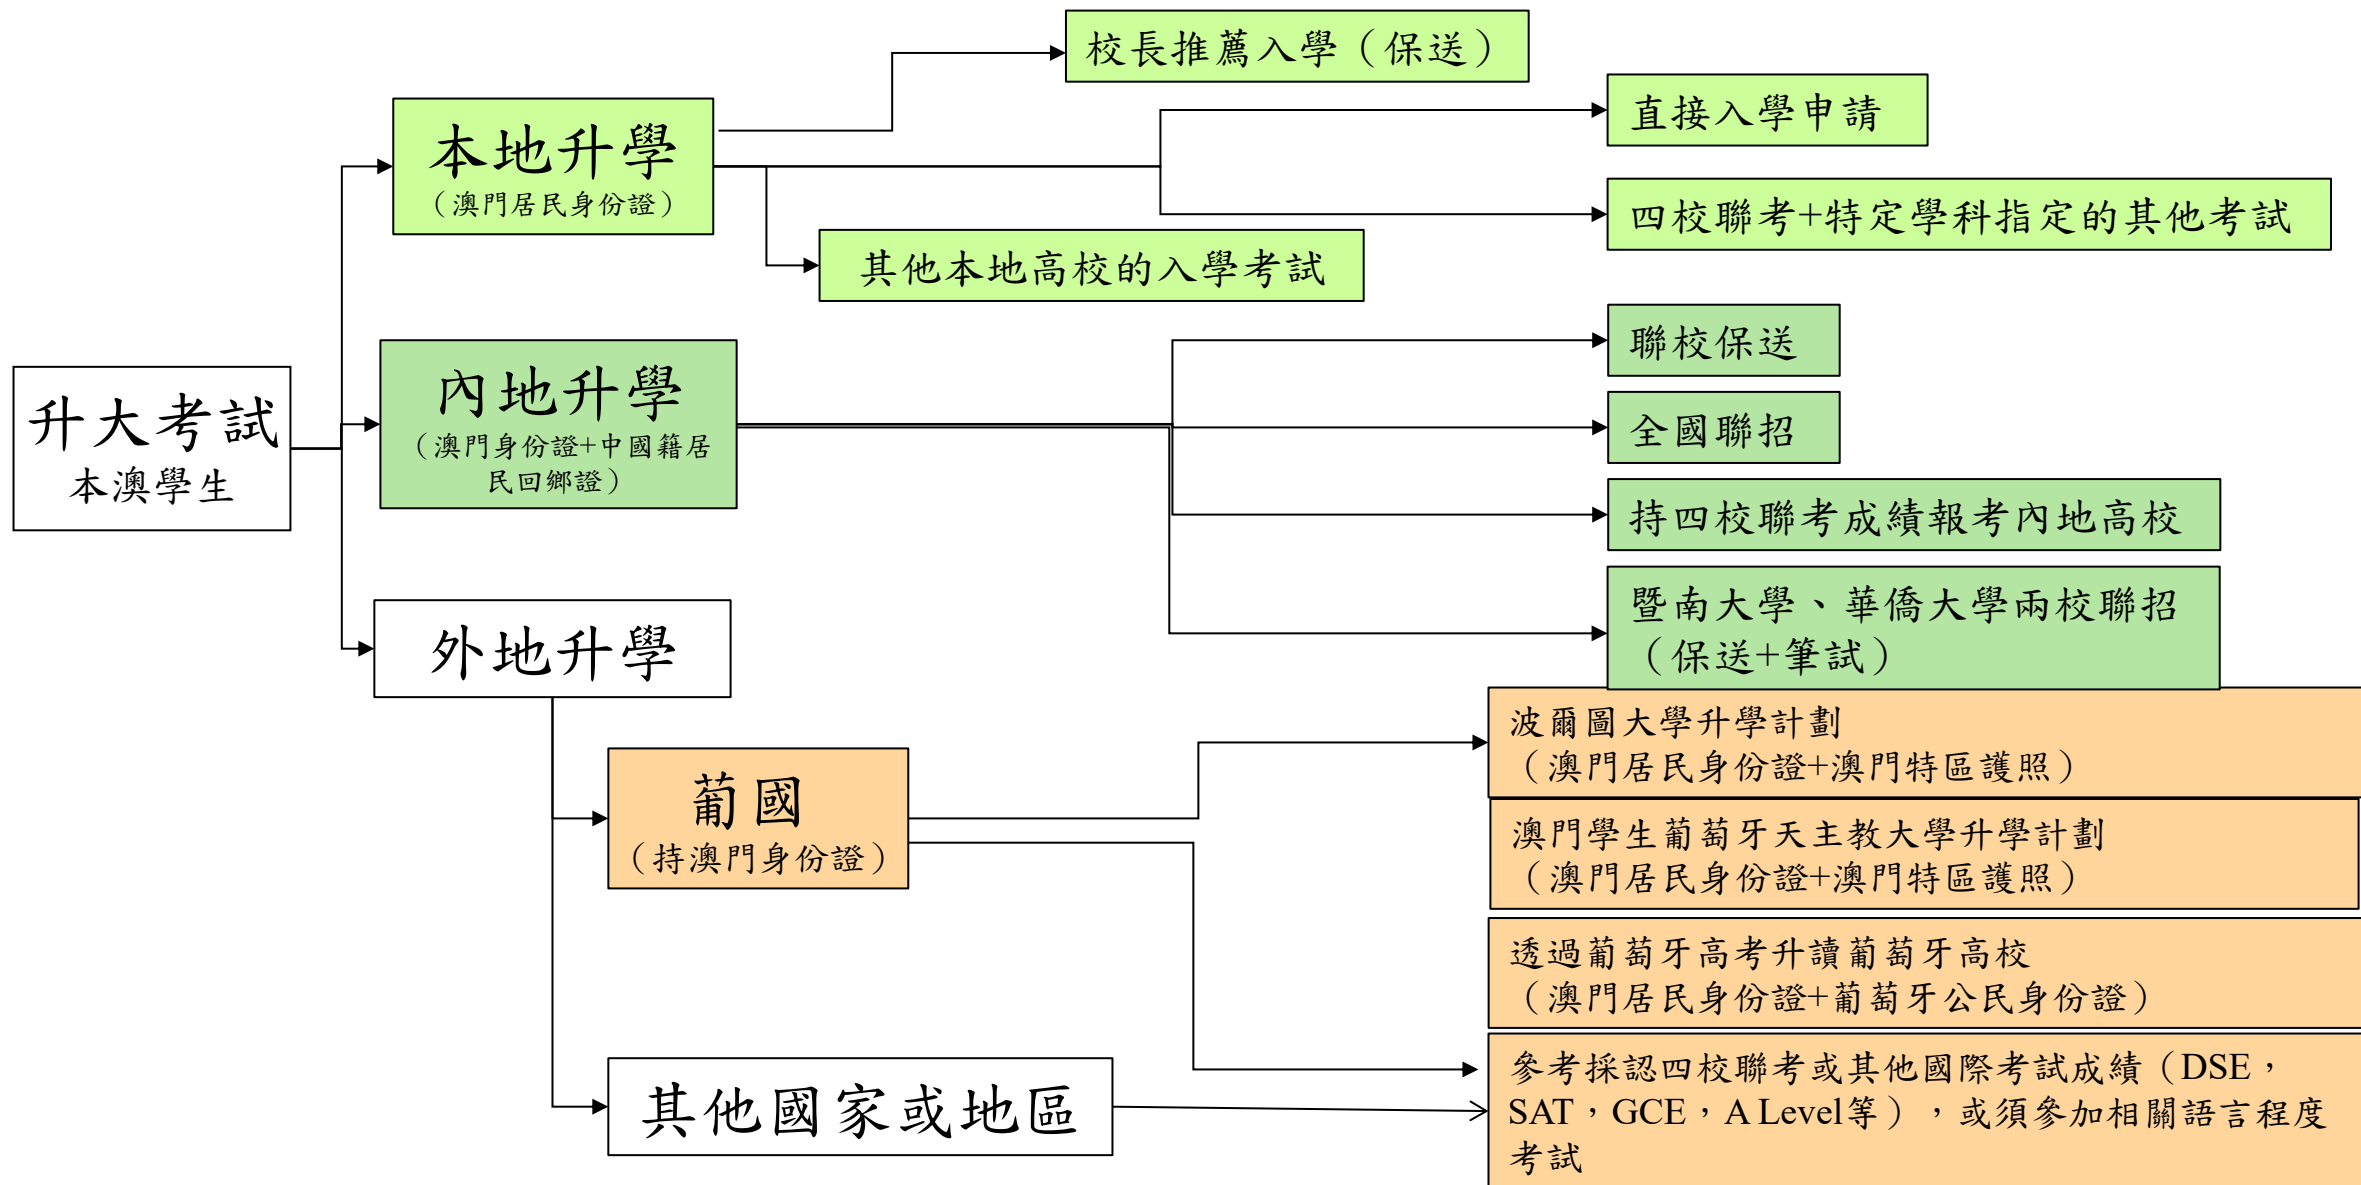 校長推薦入學（保送）
直接入學申請
本地升學
（澳門居民身份證）
四校聯考+特定學科指定的其他考試
其他本地高校的入學考試
聯校保送
內地升學
（澳門身份證+中國籍居
民回鄉證）
全國聯招
升大考試
本澳學生
持四校聯考成績報考內地高校
暨南大學、華僑大學兩校聯招
（保送+筆試）
外地升學
波爾圖大學升學計劃
（澳門居民身份證+澳門特區護照）
葡國
（持澳門身份證）
澳門學生葡萄牙天主教大學升學計劃
（澳門居民身份證+澳門特區護照）
透過葡萄牙高考升讀葡萄牙高校
（澳門居民身份證+葡萄牙公民身份證）
其他國家或地區
參考採認四校聯考或其他國際考試成績（DSE，
SAT，GCE，A Level等），或須參加相關語言程度
考試